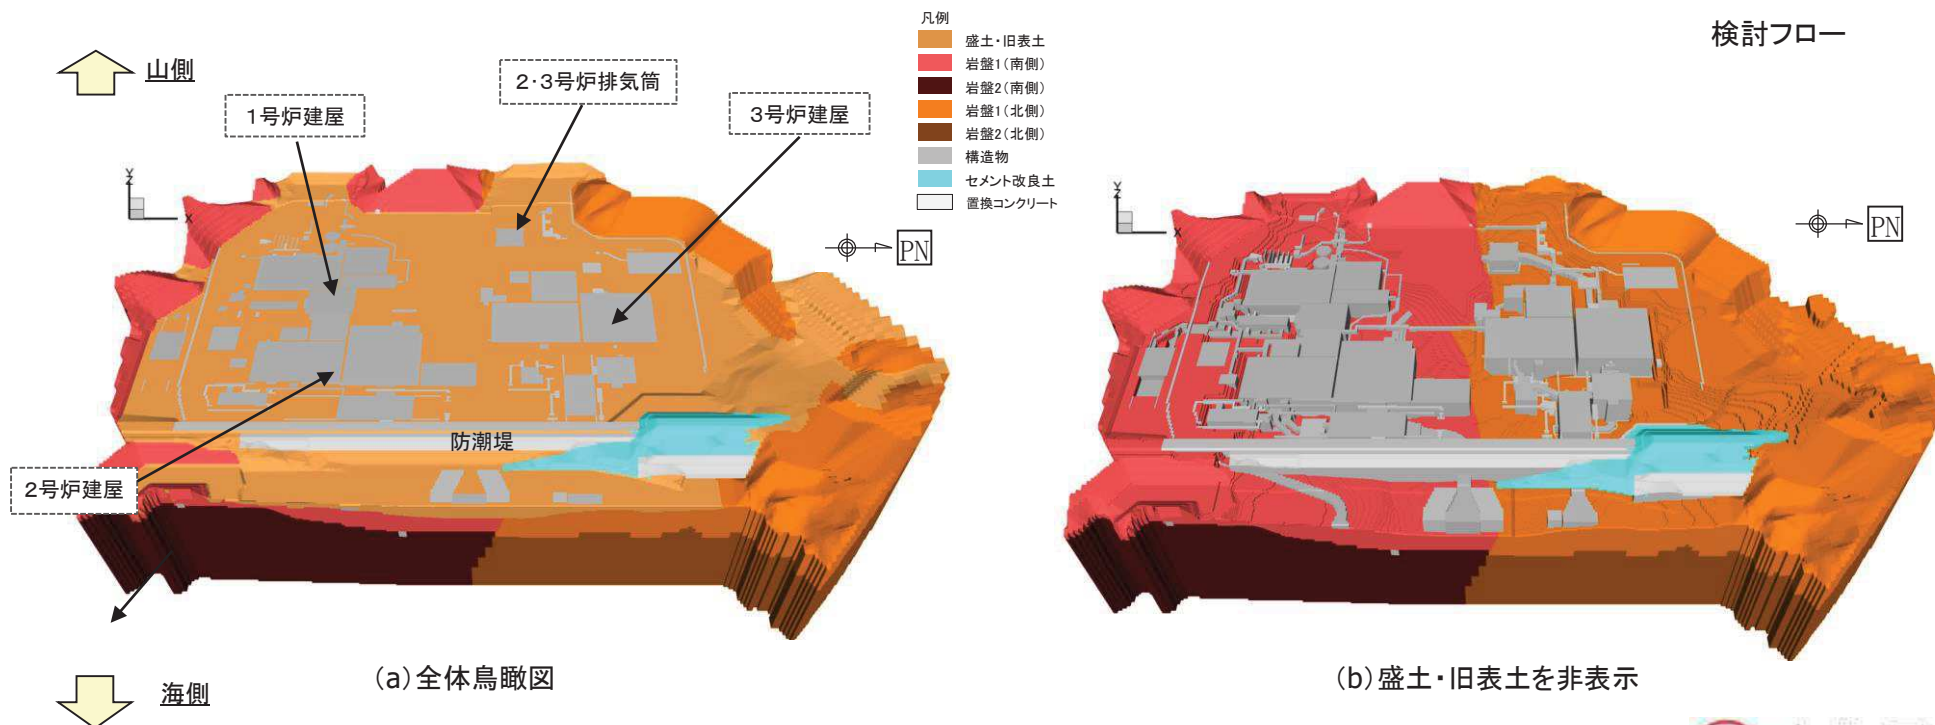 検討フロー
凡例
盛土・旧表土
岩盤1(南側)
岩盤2(南側)
岩盤1(北側)
岩盤2(北側)
構造物
セメント改良土
置換コンクリート
山側
1号炉建屋
2・3号炉排気筒
3号炉建屋
Y
Z
X
PN
防潮堤
2号炉建屋
(a)全体鳥瞰図
海側
Y
Z
X
PN
(b)盛土・旧表土を非表示